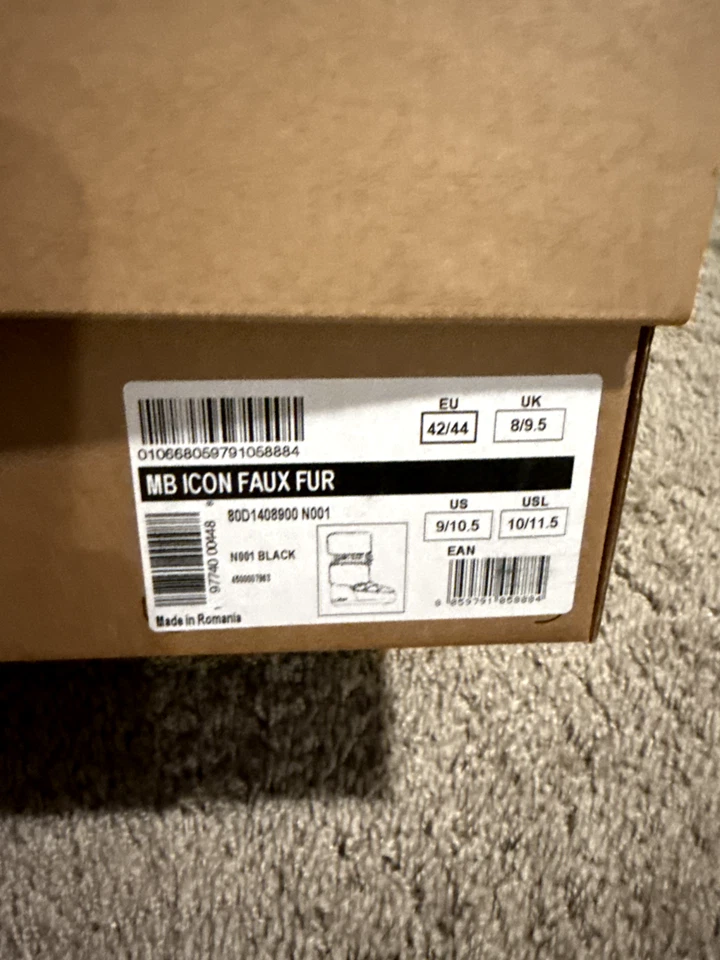 010668059791058884
EU
UK
42/44
8/9.5
MB ICON FAUX FUR
80D1408900 N001
US
USL
9/10.5
10/11.5
N001 BLACK
EAN
Made in Romania